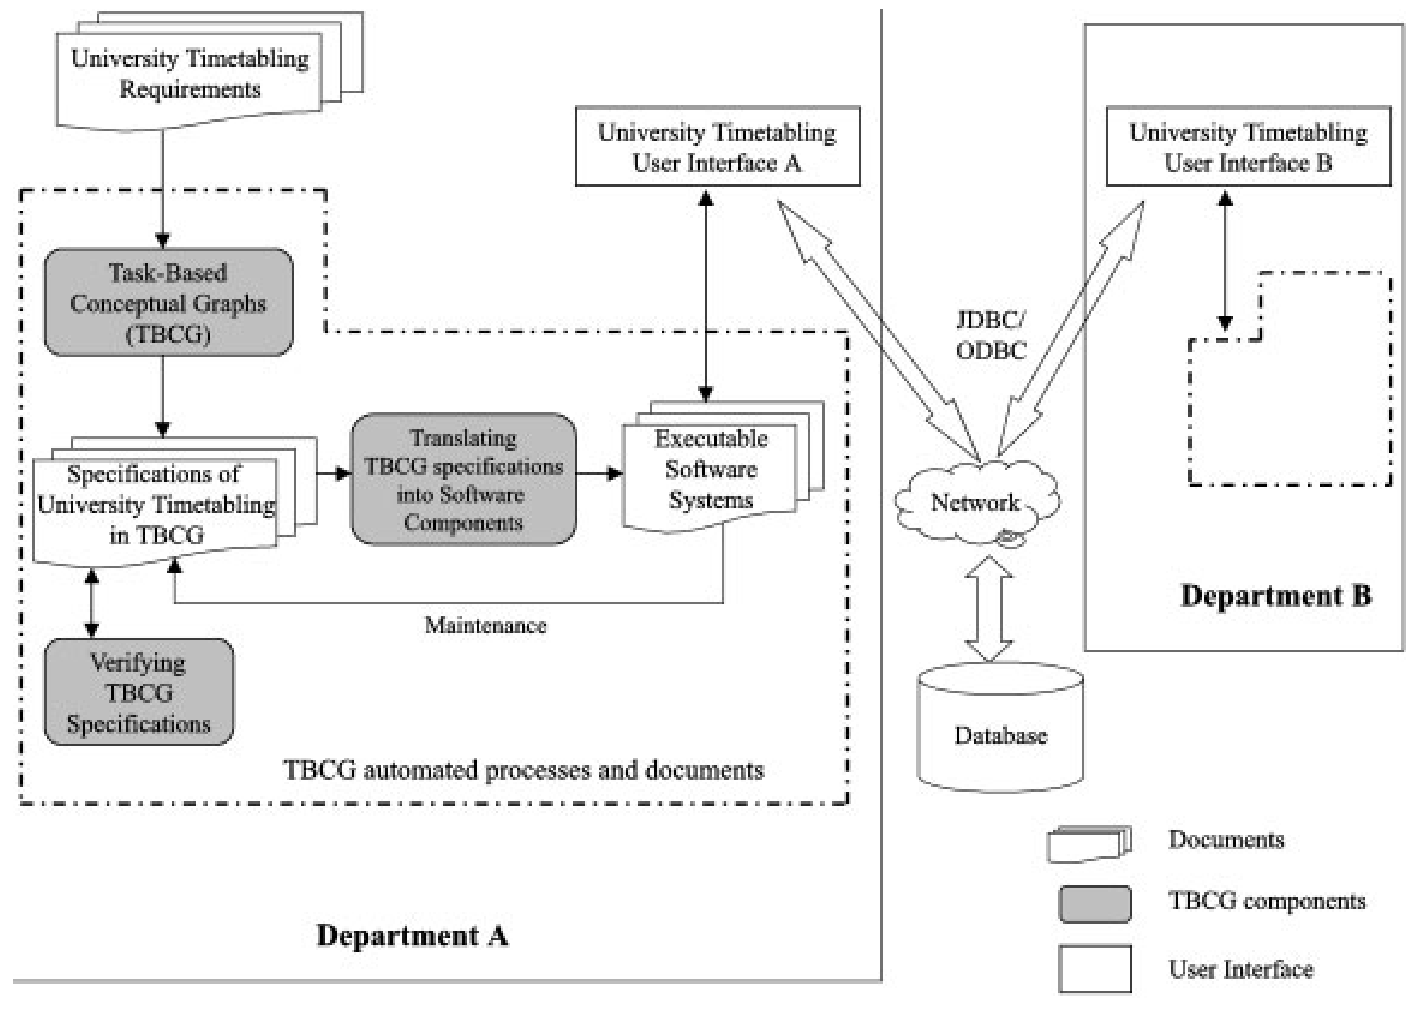 University Timetabling
Requirements
University Timetabling
User Interface A
University Timetabling
User Interface B
Task-Based
Conceptual Graphs
(TBCG)
JDBC/
ODBC
Specifications of
University Timetabling
in TBCG
Translating
TBCG specifications
into Software
Components
Executable
Software
Systems
Network
Maintenance
Department B
Verifying
TBCG
Specifications
Database
TBCG automated processes and documents
Department A
Documents
TBCG components
User Interface